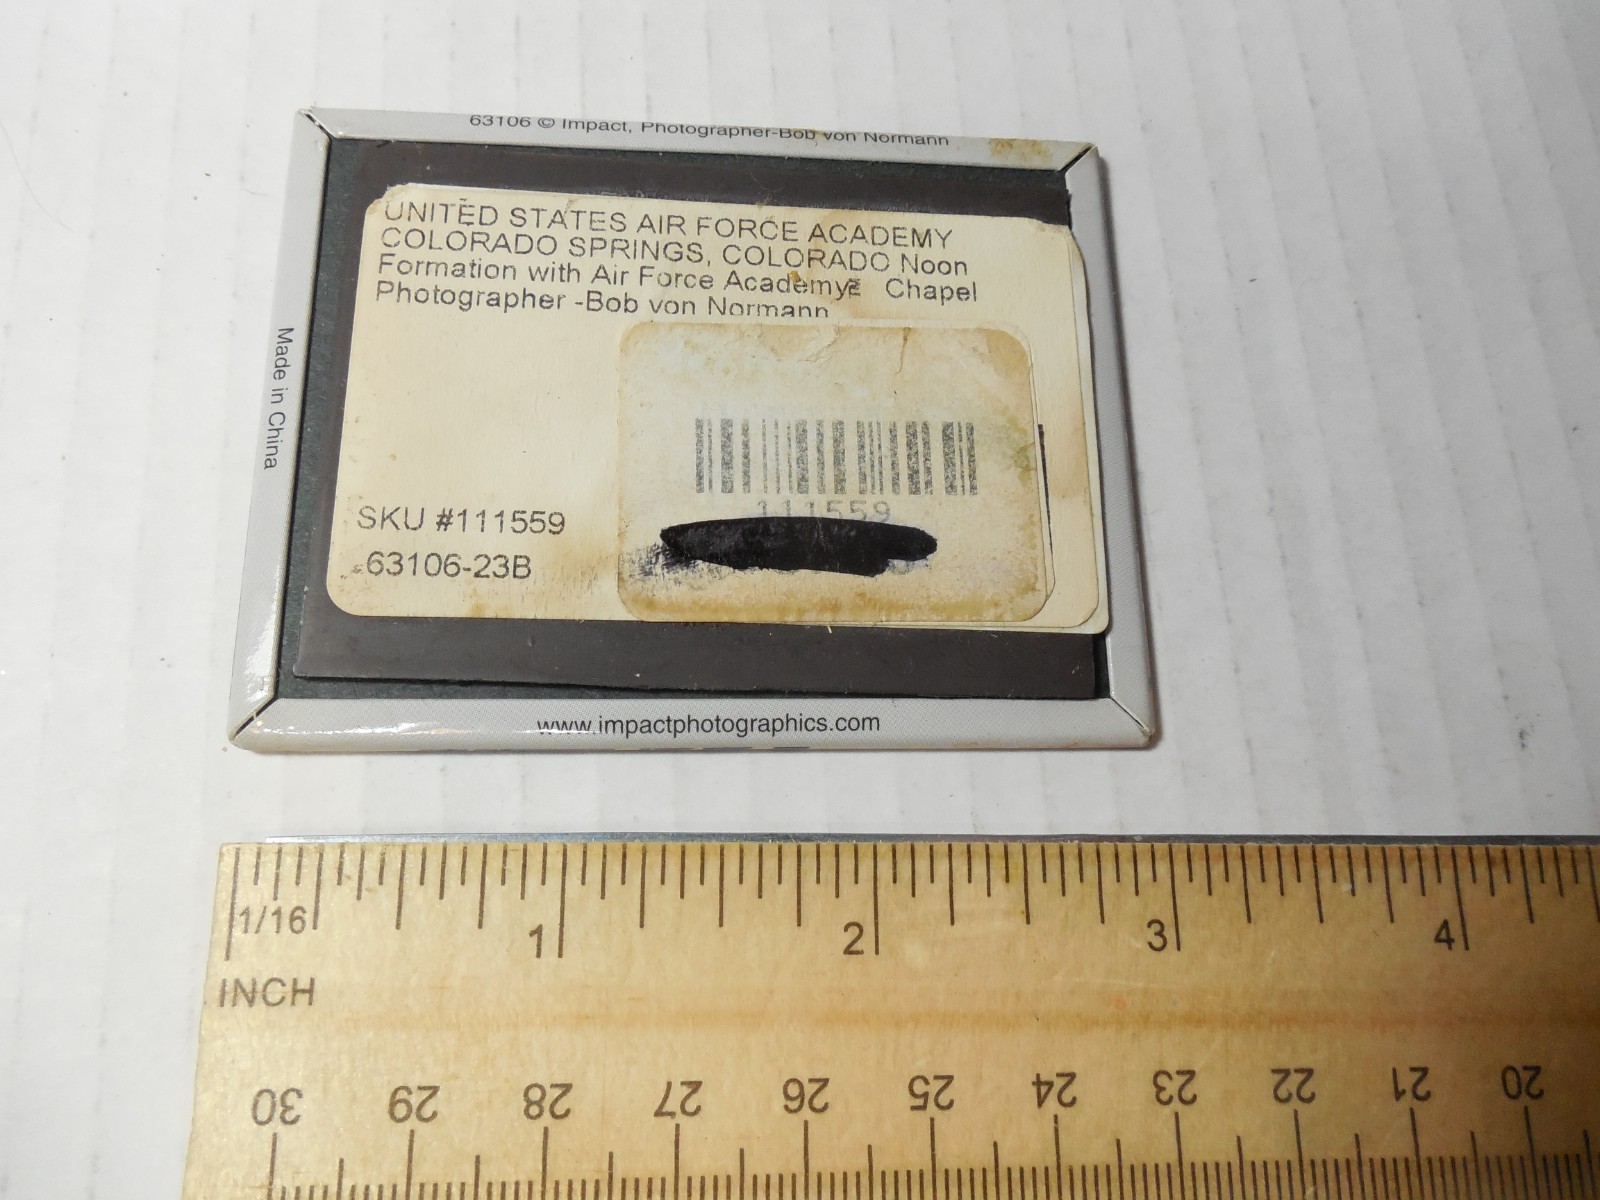 63106 © Impact, Photographer-Bob von Normann
UNITED STATES AIR FORCE ACADEMY
COLORADO SPRINGS, COLORADO Noon
Formation with Air Force Academy Chapel
Photographer -Bob von Normann
Made in China
111559
SKU #111559
63106-23B
www.impactphotographics.com
1/16 1 2 3 4
INCH
30 29 28 27 26 25 24 23 22 21 20